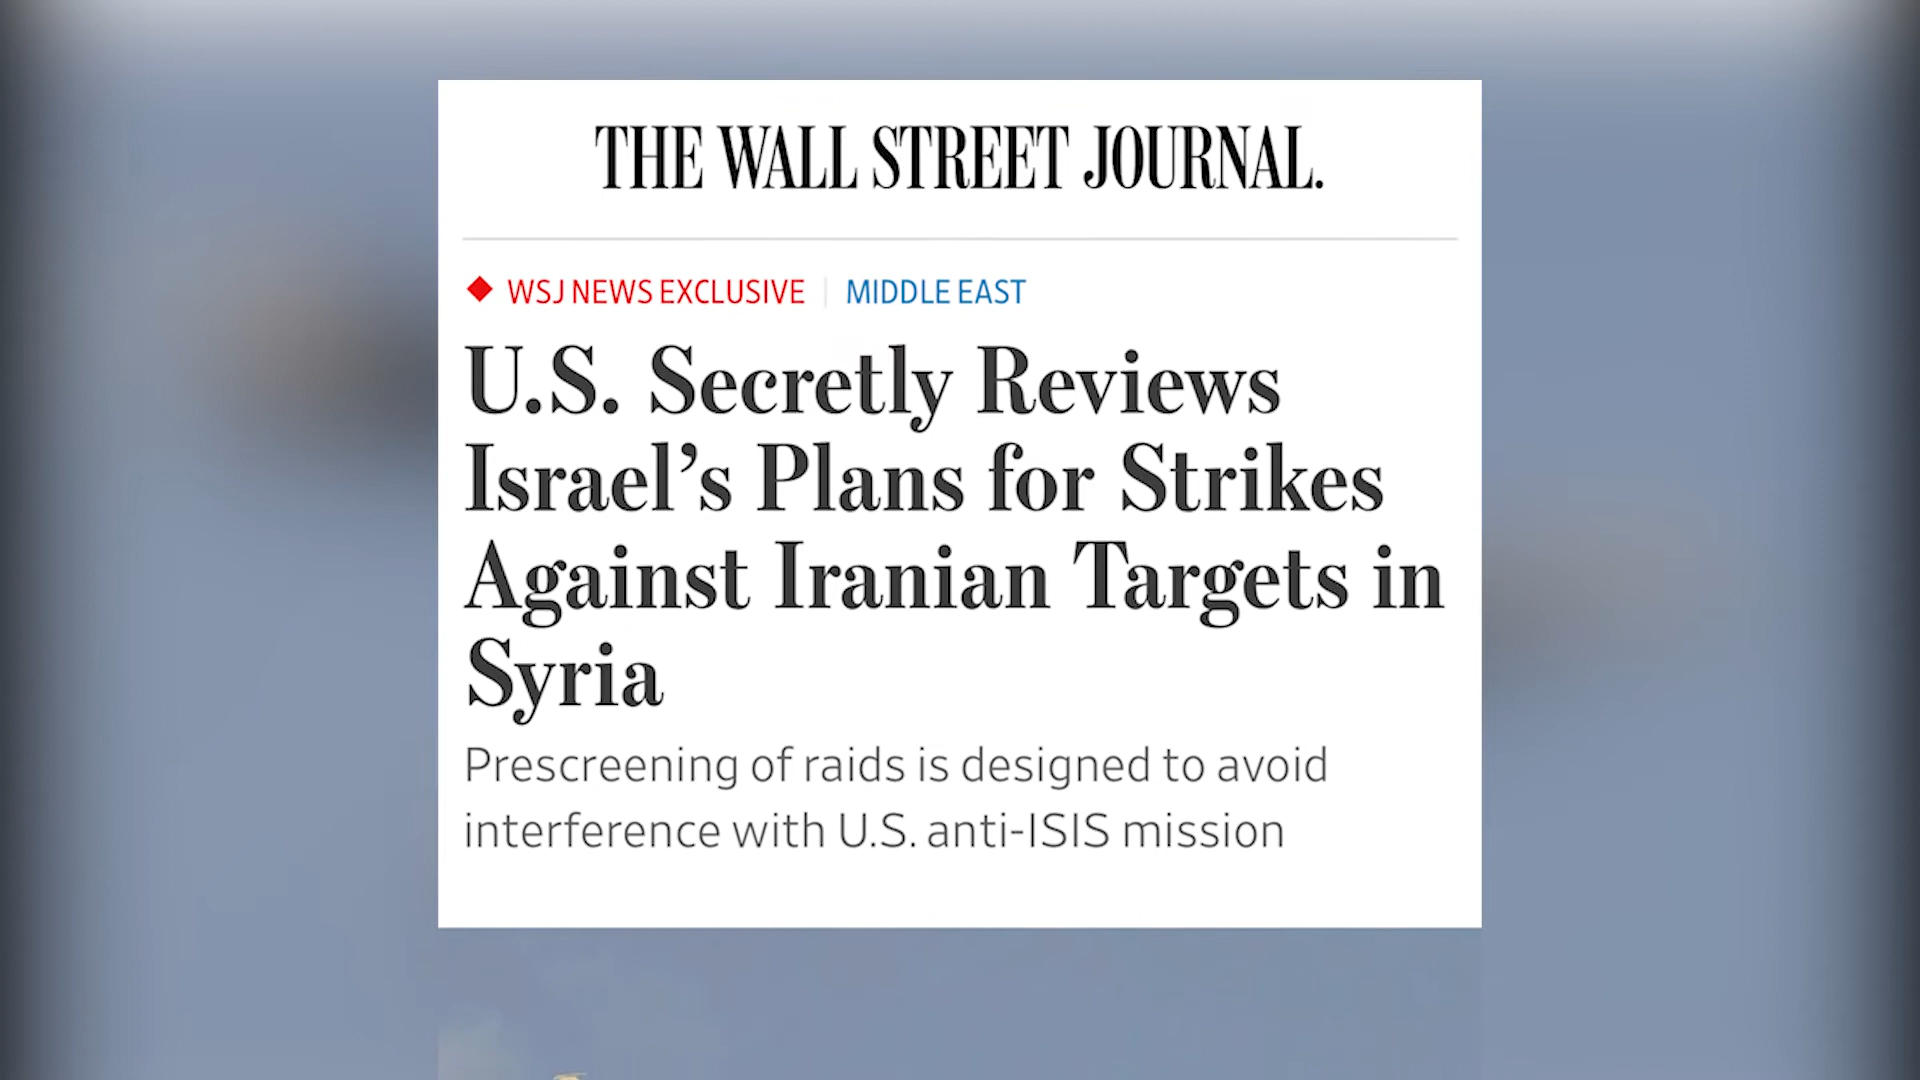 THE WALL STREET JOURNAL.
WSJ NEWS EXCLUSIVE | MIDDLE EAST
U.S. Secretly Reviews
Israel’s Plans for Strikes
Against Iranian Targets in
Syria
Prescreening of raids is designed to avoid
interference with U.S. anti-ISIS mission